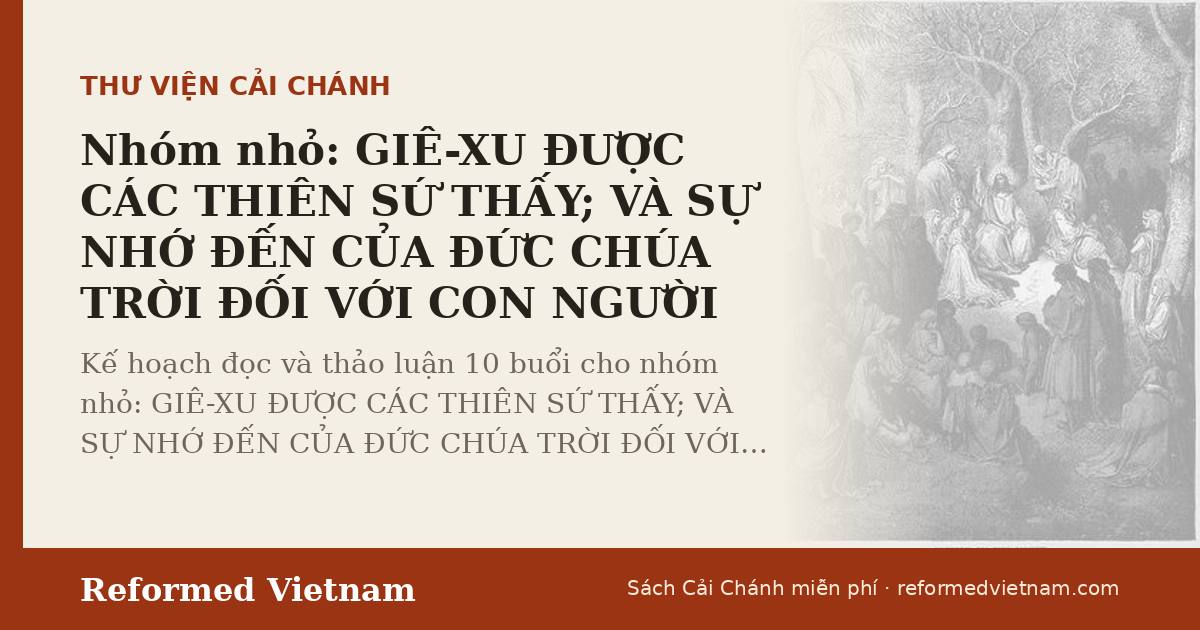 THƯ VIỆN CẢI CHÁNH
Nhóm nhỏ: GIÊ-XU ĐƯỢC
CÁC THIÊN SỨ THẤY; VÀ SỰ
NHỚ ĐẾN CỦA ĐỨC CHÚA
TRỜI ĐỐI VỚI CON NGƯỜI
Kế hoạch đọc và thảo luận 10 buổi cho nhóm
nhỏ: GIÊ-XU ĐƯỢC CÁC THIÊN SỨ THẤY; VÀ
SỰ NHỚ ĐẾN CỦA ĐỨC CHÚA TRỜI ĐỐI VỚI...
Reformed Vietnam
Sách Cải Chánh miễn phí · reformedvietnam.com